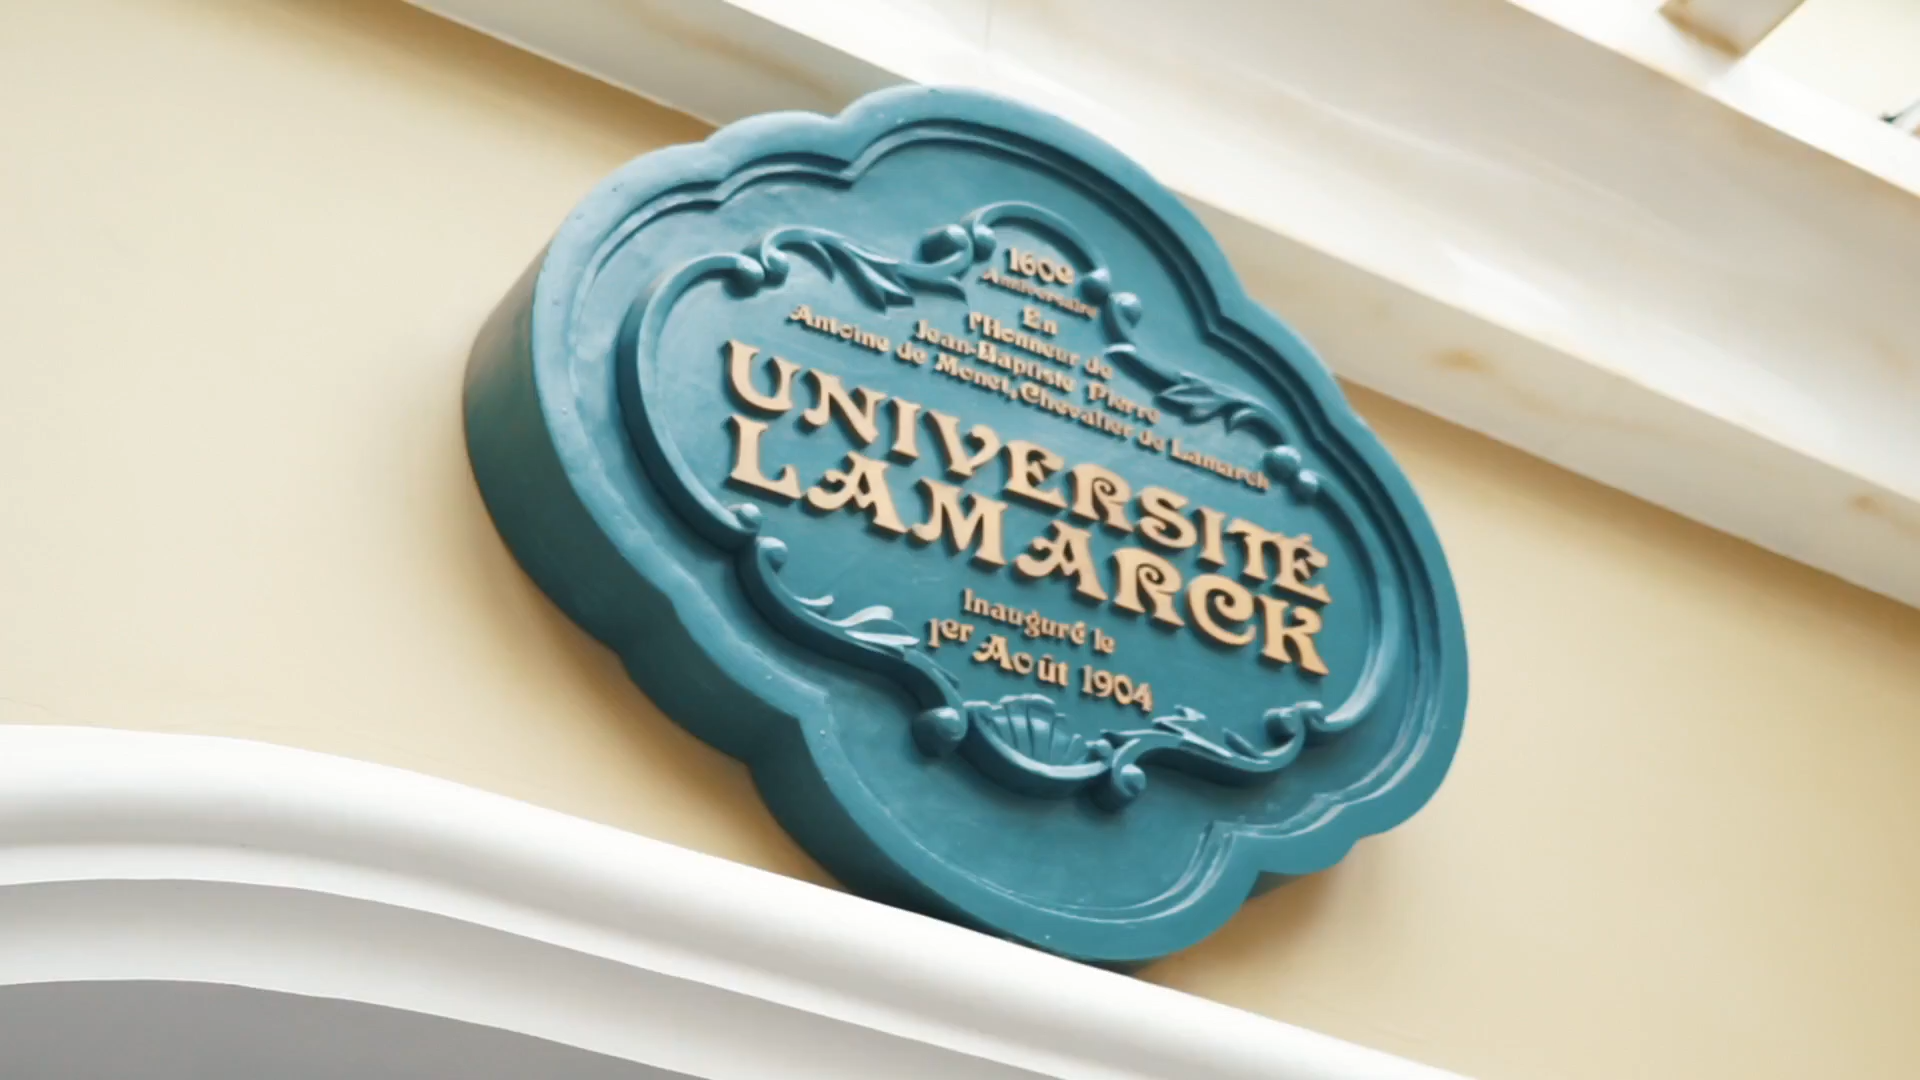 160e
Anniversaire
En
l'Honneur de
Jean-Baptiste Pierre
Antoine de Monet, Chevalier de Lamarck
UNIVERSITÉ
LAMARCK
Inauguré le
1er Août 1904